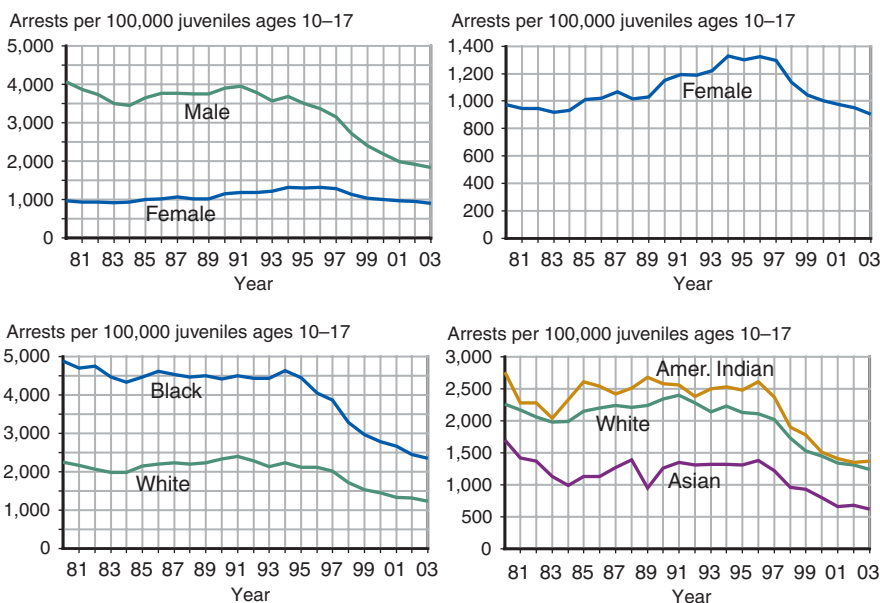 Arrests per 100,000 juveniles ages 10–17
5,000
4,000
3,000
2,000
1,000
0
Male
Female
81 83 85 87 89 91 93 95 97 99 01 03
Year
Arrests per 100,000 juveniles ages 10–17
1,400
1,200
1,000
800
600
400
200
0
Female
81 83 85 87 89 91 93 95 97 99 01 03
Year
Arrests per 100,000 juveniles ages 10–17
5,000
4,000
3,000
2,000
1,000
0
Black
White
81 83 85 87 89 91 93 95 97 99 01 03
Year
Arrests per 100,000 juveniles ages 10–17
3,000
2,500
2,000
1,500
1,000
500
0
Amer. Indian
White
Asian
81 83 85 87 89 91 93 95 97 99 01 03
Year